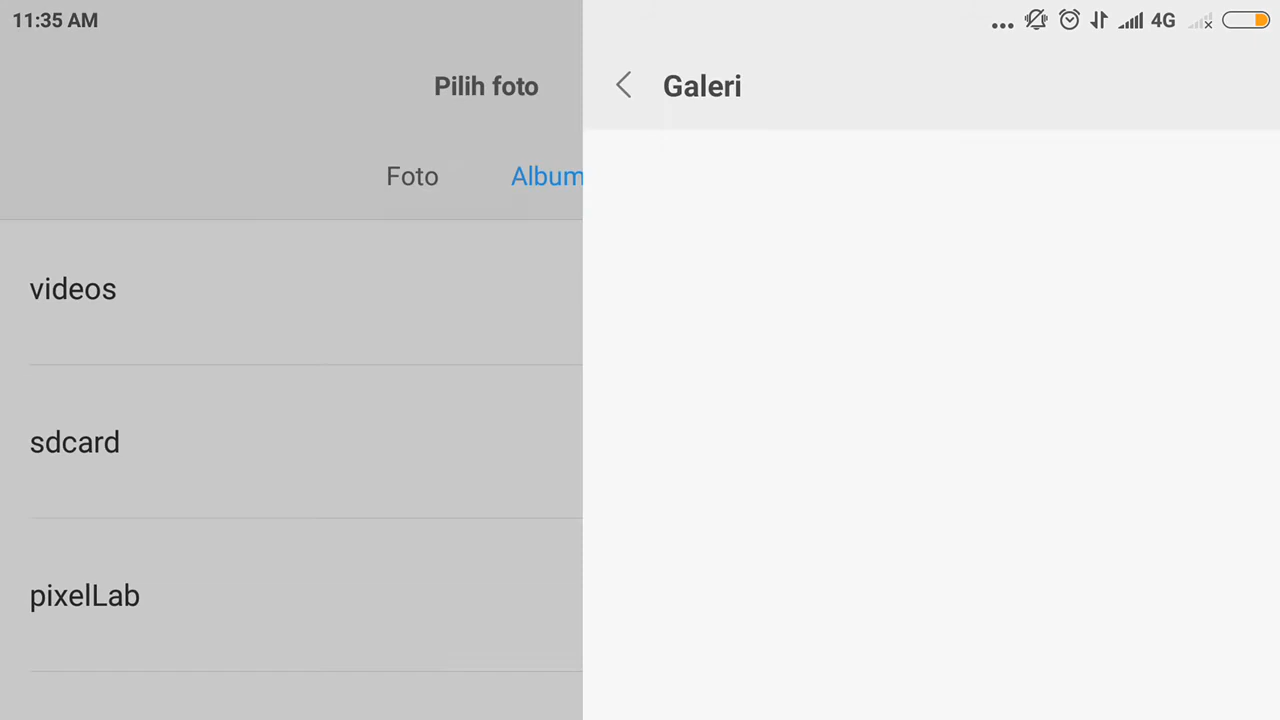 11:35 AM
... 4G
Pilih foto
Galeri
Foto
Album
videos
sdcard
pixelLab